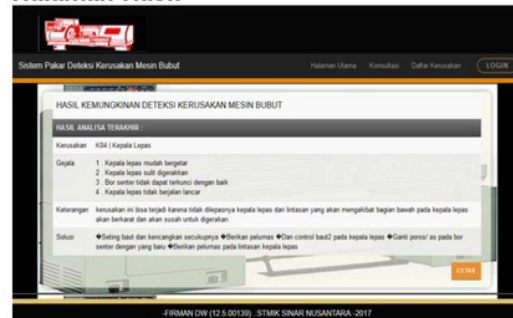 Sistem Pakar Deteksi Kerusakan Mesin Bubut
Halaman Utama Konsultasi Daftar Kerusakan LOGIN
HASIL KEMUNGKINAN DETEKSI KERUSAKAN MESIN BUBUT
HASIL ANALISA TERAKHIR :
Kerusakan K04 | Kepala Lepas
Gejala 1 . Kepala lepas mudah bergetar
2 . Kepala lepas sulit digerakkan
3 . Bor senter tidak dapat terkunci dengan baik
4 . Kepala lepas tidak berjalan lancar
Keterangan kerusakan ini bisa terjadi karena tidak dilepasnya kepala lepas dari lintasan yang akan mengakibat bagian bawah pada kepala lepas
akan berkarat dan akan susah untuk digerakan.
Solusi �Seting baut dan kencangkan secukupnya �Berikan pelumas �Dan control baut2 pada kepala lepas �Ganti poros/ as pada bor
senter dengan yang baru �Berikan pelumas pada lintasan kepala lepas
CETAK
-FIRMAN DW (12.5.00139) .:STMIK SINAR NUSANTARA.-2017